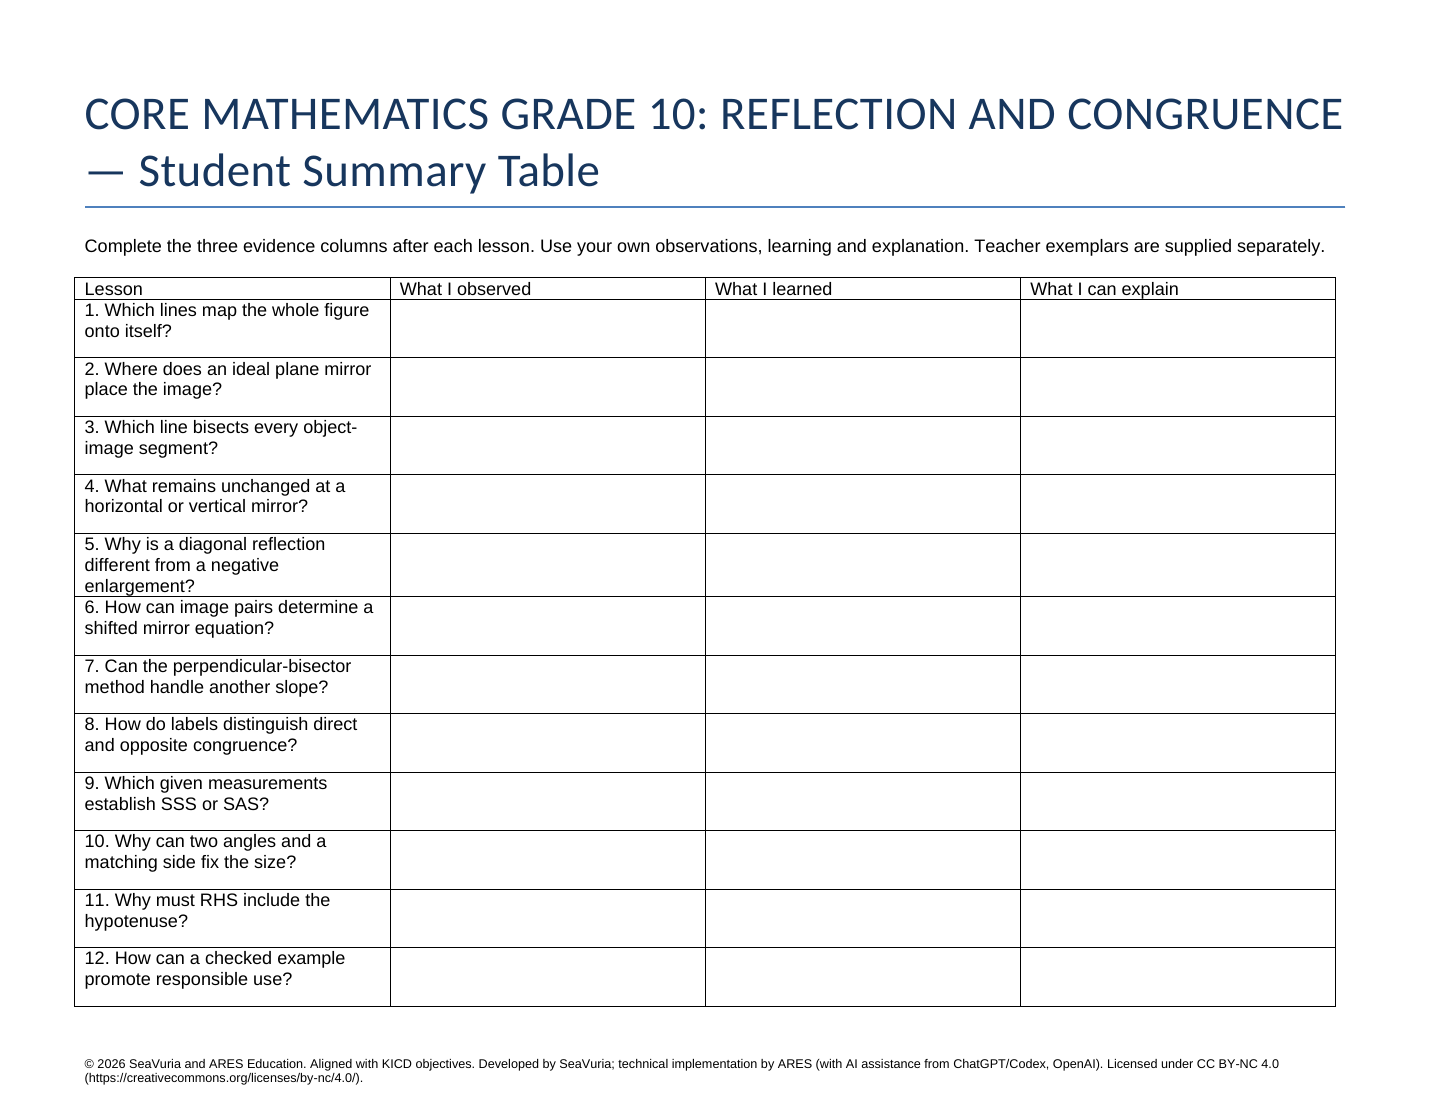 CORE MATHEMATICS GRADE 10: REFLECTION AND CONGRUENCE
— Student Summary Table
Complete the three evidence columns after each lesson. Use your own observations, learning and explanation. Teacher exemplars are supplied separately.
Lesson What I observed What I learned What I can explain
1. Which lines map the whole figure
onto itself?
2. Where does an ideal plane mirror
place the image?
3. Which line bisects every object-
image segment?
4. What remains unchanged at a
horizontal or vertical mirror?
5. Why is a diagonal reflection
different from a negative
enlargement?
6. How can image pairs determine a
shifted mirror equation?
7. Can the perpendicular-bisector
method handle another slope?
8. How do labels distinguish direct
and opposite congruence?
9. Which given measurements
establish SSS or SAS?
10. Why can two angles and a
matching side fix the size?
11. Why must RHS include the
hypotenuse?
12. How can a checked example
promote responsible use?
© 2026 SeaVuria and ARES Education. Aligned with KICD objectives. Developed by SeaVuria; technical implementation by ARES (with AI assistance from ChatGPT/Codex, OpenAI). Licensed under CC BY-NC 4.0
(https://creativecommons.org/licenses/by-nc/4.0/).